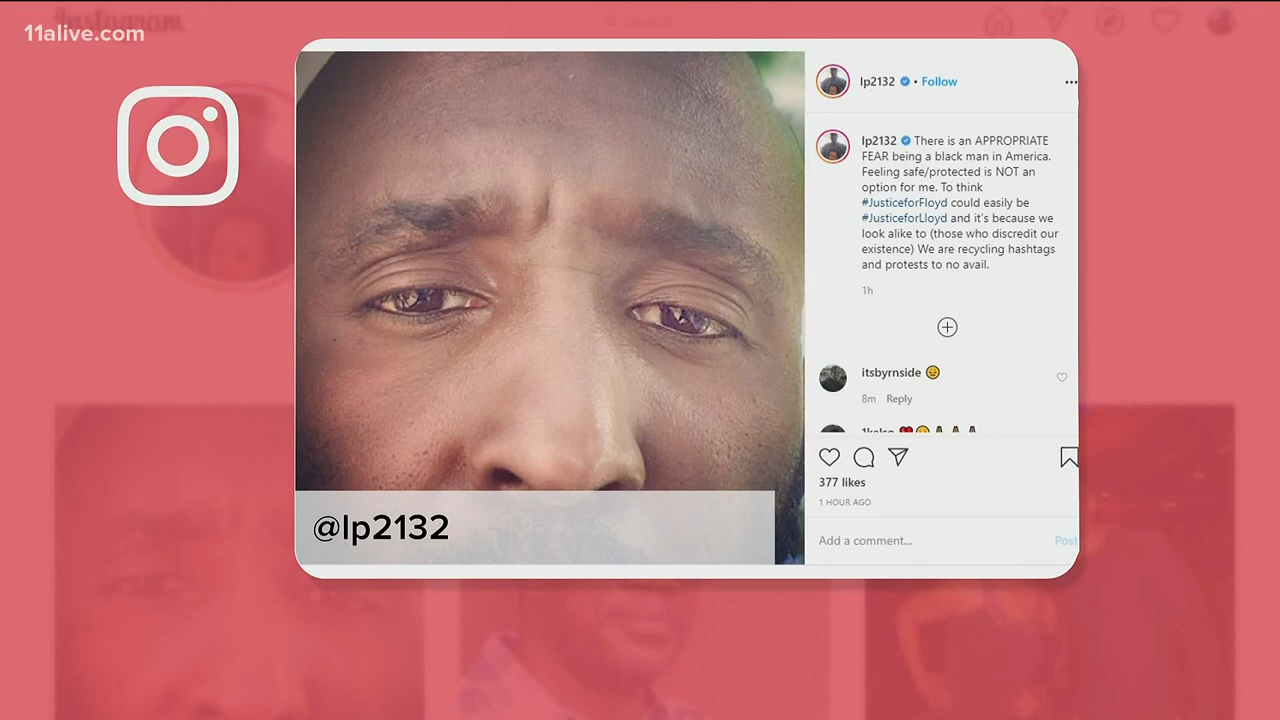 Instagram
11alive.com
lp2132 • Follow
lp2132 There is an APPROPRIATE
FEAR being a black man in America.
Feeling safe/protected is NOT an
option for me. To think
#JusticeforFloyd could easily be
#JusticeforLloyd and it's because we
look alike to (those who discredit our
existence) We are recycling hashtags
and protests to no avail.
1h
itsbyrnside 😔
8m Reply
377 likes
1 HOUR AGO
Add a comment...
Post
@lp2132